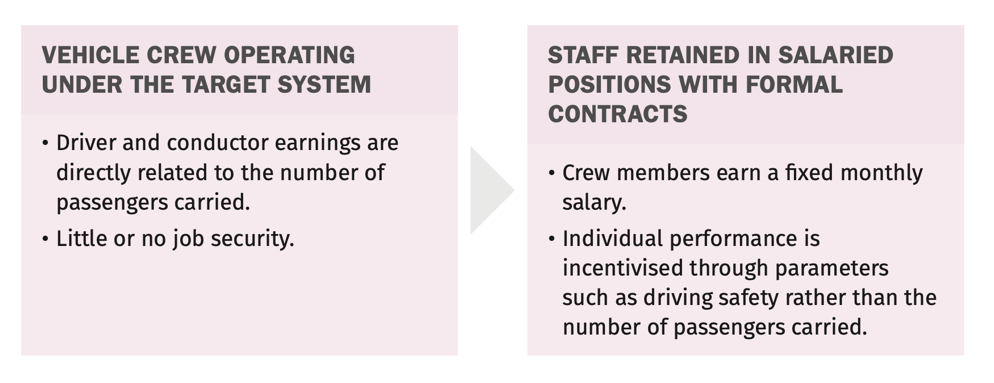 VEHICLE CREW OPERATING
UNDER THE TARGET SYSTEM
• Driver and conductor earnings are
directly related to the number of
passengers carried.
• Little or no job security.
STAFF RETAINED IN SALARIED
POSITIONS WITH FORMAL
CONTRACTS
• Crew members earn a fixed monthly
salary.
• Individual performance is
incentivised through parameters
such as driving safety rather than the
number of passengers carried.